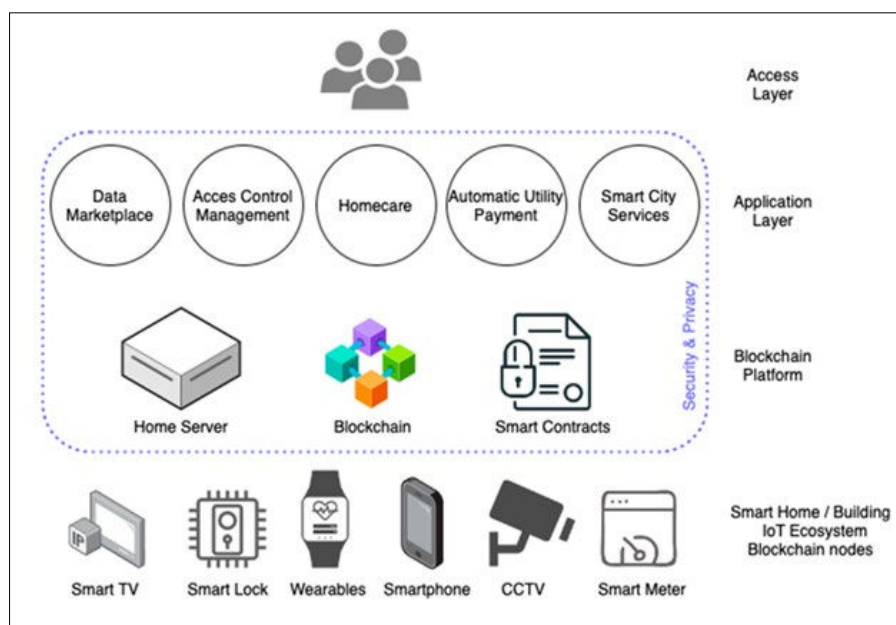 Access
Layer
Data
Marketplace
Acces Control
Management
Homecare
Automatic Utility
Payment
Smart City
Services
Application
Layer
Security & Privacy
Home Server
Blockchain
Smart Contracts
Blockchain
Platform
IP
Smart TV
Smart Lock
Wearables
Smartphone
CCTV
Smart Meter
Smart Home / Building
IoT Ecosystem
Blockchain nodes